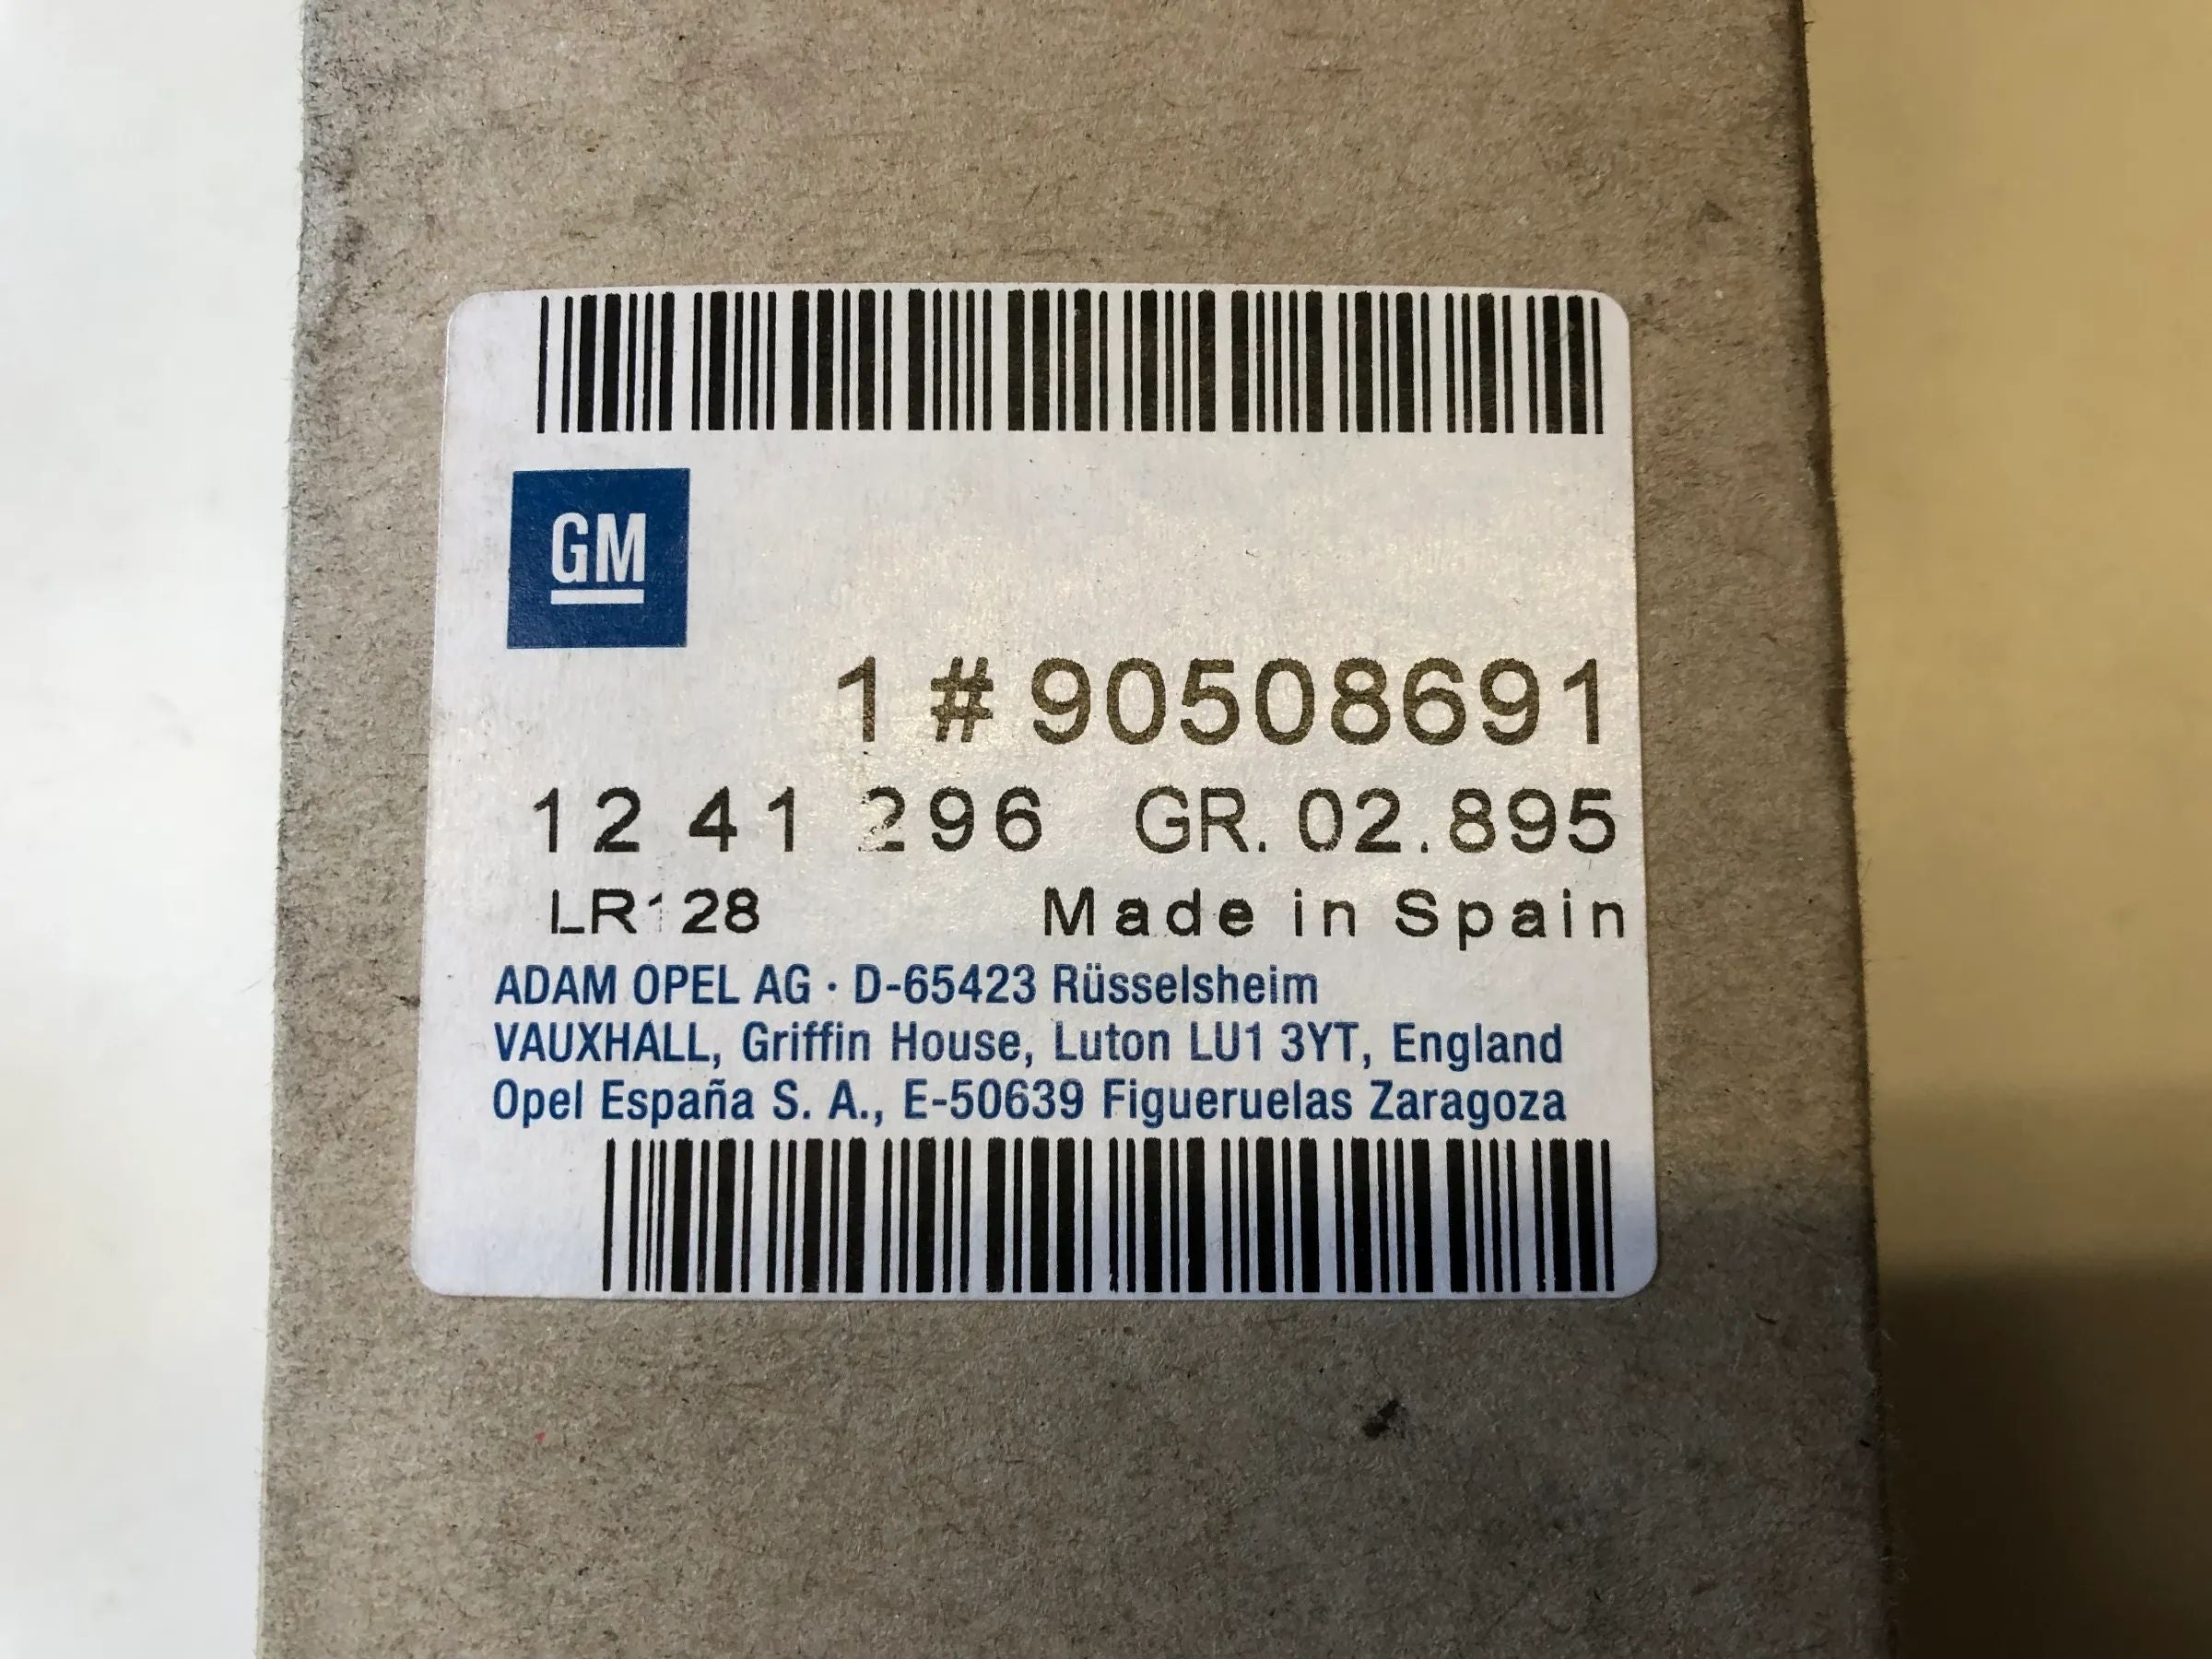 GM
1 # 90508691
12 41 296 GR. 02.895
LR128 Made in Spain
ADAM OPEL AG · D-65423 Rüsselsheim
VAUXHALL, Griffin House, Luton LU1 3YT, England
Opel España S. A., E-50639 Figueruelas Zaragoza